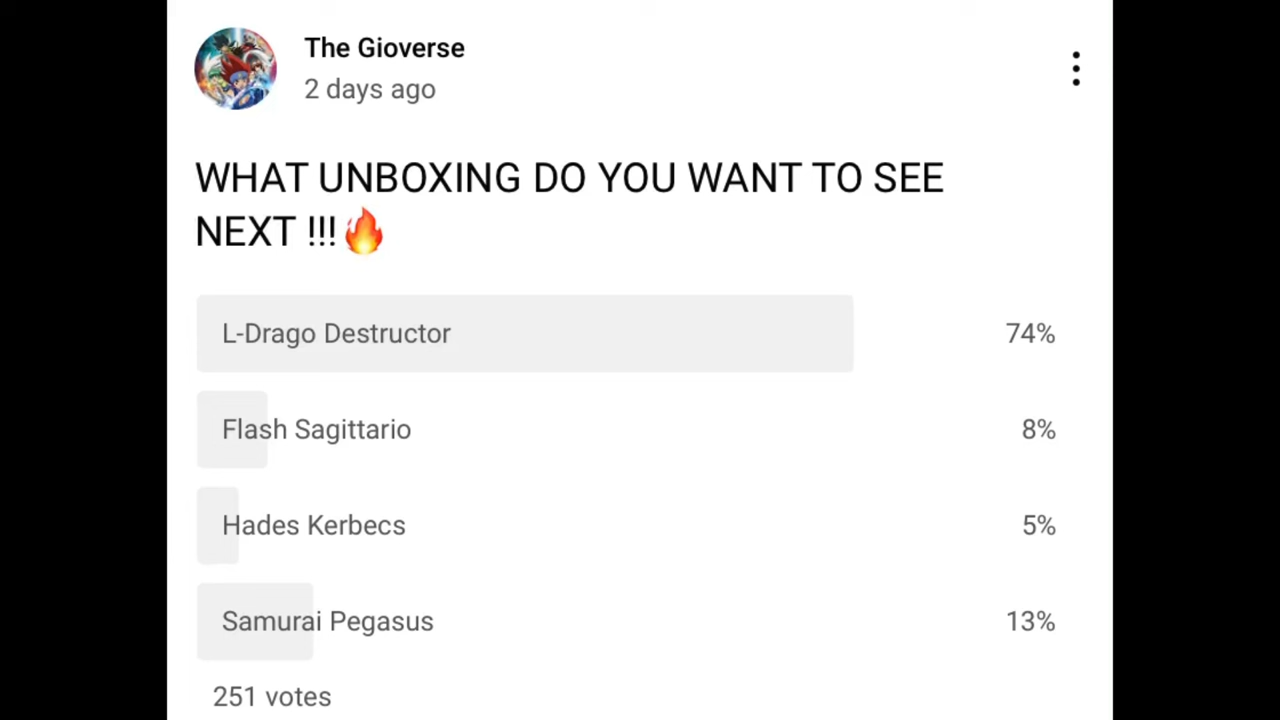 The Gioverse
2 days ago
WHAT UNBOXING DO YOU WANT TO SEE
NEXT !!!🔥
L-Drago Destructor 74%
Flash Sagittario 8%
Hades Kerbecs 5%
Samurai Pegasus 13%
251 votes